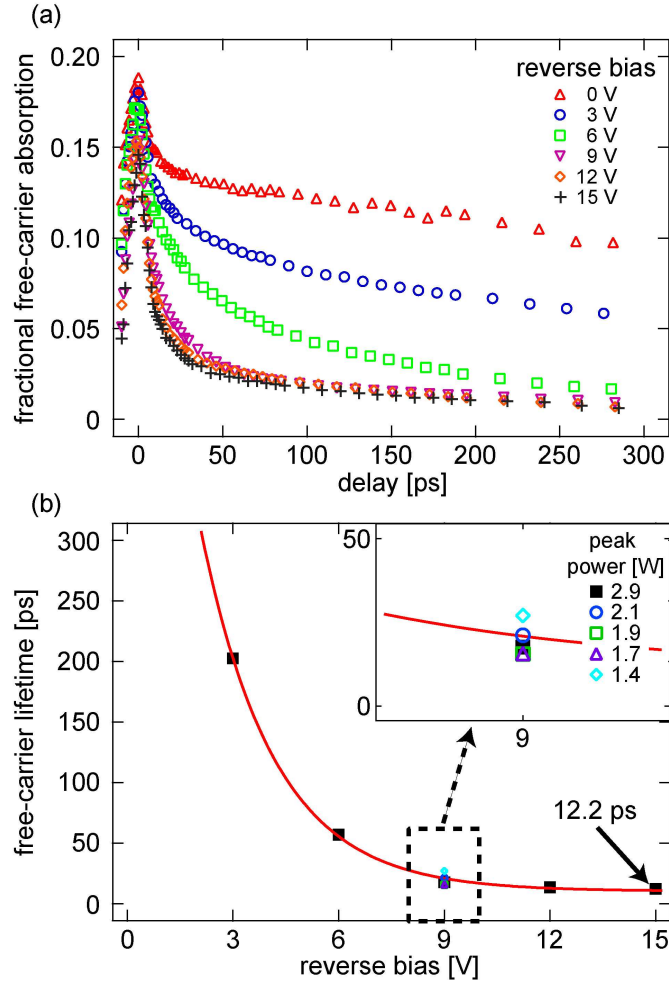 (a)
fractional free-carrier absorption
0.20
0.15
0.10
0.05
0
reverse bias
0 V
3 V
6 V
9 V
12 V
15 V
0 50 100 150 200 250 300
delay [ps]
(b)
free-carrier lifetime [ps]
300
250
200
150
100
50
0
50
0
9
peak
power [W]
2.9
2.1
1.9
1.7
1.4
12.2 ps
0 3 6 9 12 15
reverse bias [V]